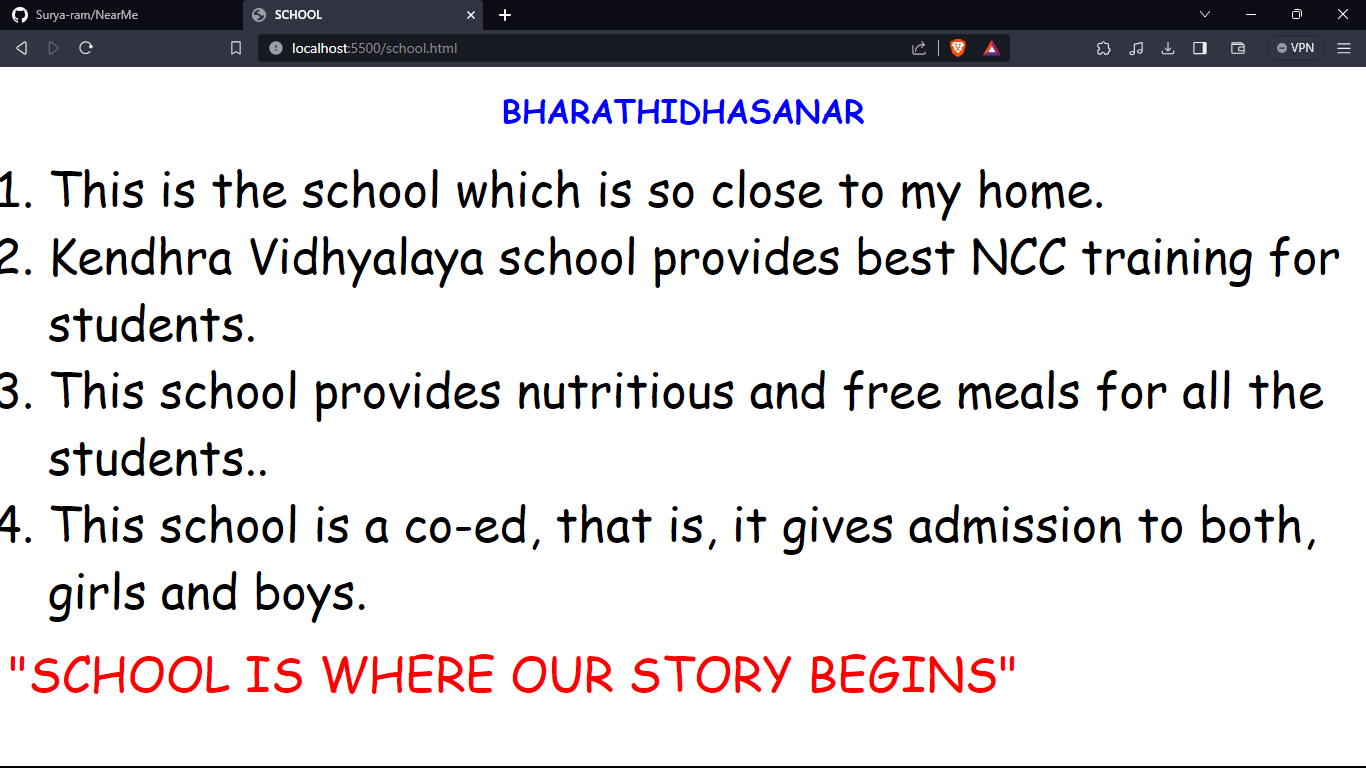 Surya-ram/NearMe
SCHOOL
localhost:5500/school.html
VPN
BHARATHIDHASANAR
1. This is the school which is so close to my home.
2. Kendhra Vidhyalaya school provides best NCC training for
students.
3. This school provides nutritious and free meals for all the
students..
4. This school is a co-ed, that is, it gives admission to both,
girls and boys.
"SCHOOL IS WHERE OUR STORY BEGINS"